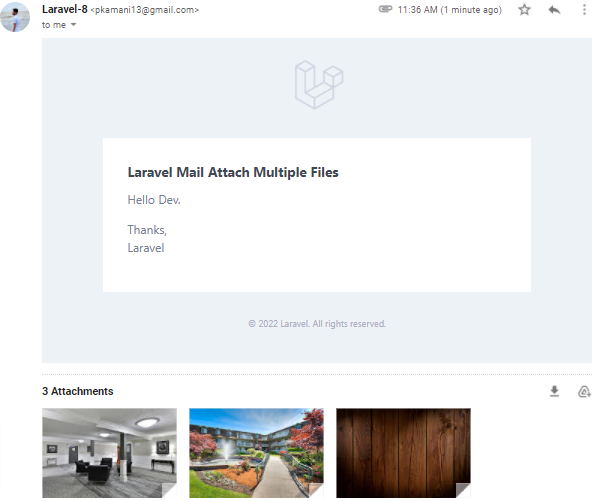 Laravel-8 <pkamani13@gmail.com>
11:36 AM (1 minute ago)
to me
Laravel Mail Attach Multiple Files
Hello Dev.
Thanks,
Laravel
© 2022 Laravel. All rights reserved.
3 Attachments